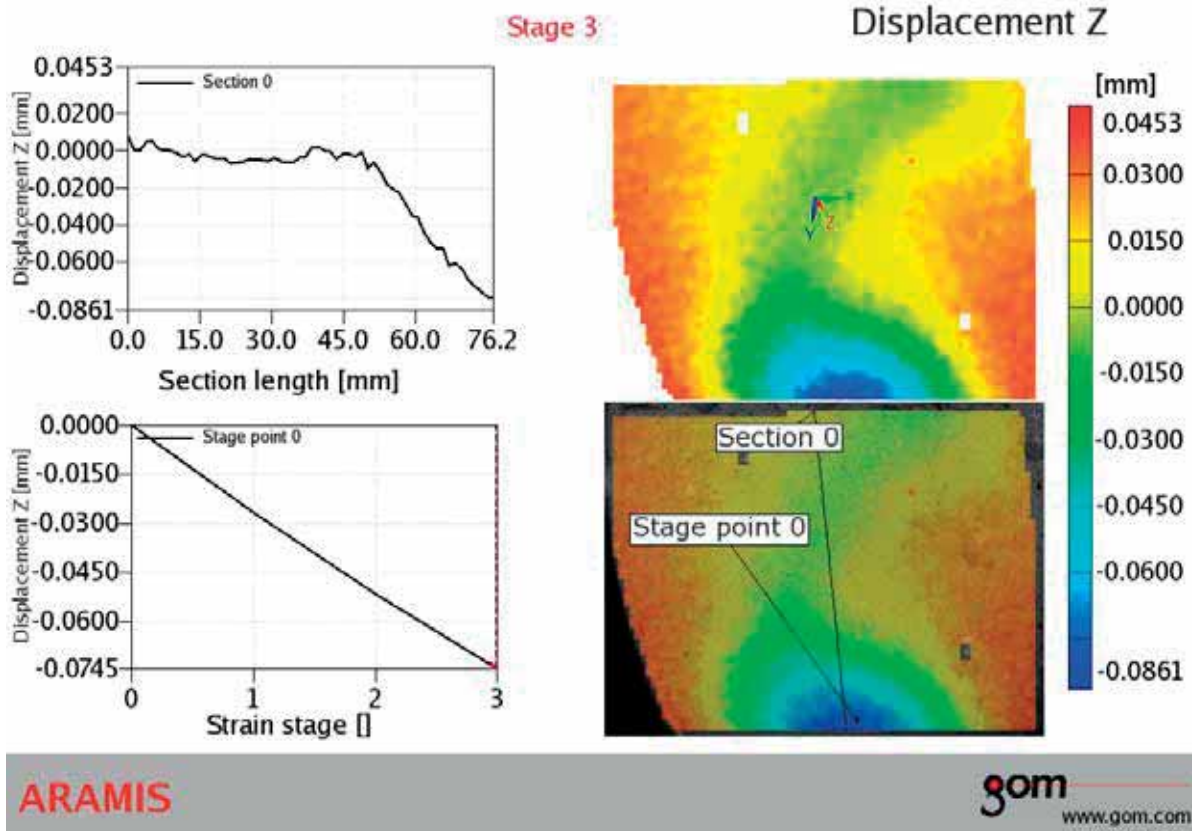 Stage 3
Displacement Z
Displacement Z [mm]
0.0453
0.0200
0.0000
-0.0200
-0.0400
-0.0600
-0.0861
Section 0
0.0 15.0 30.0 45.0 60.0 76.2
Section length [mm]
Displacement Z [mm]
0.0000
-0.0150
-0.0300
-0.0450
-0.0600
-0.0745
Stage point 0
0 1 2 3
Strain stage []
Z
Y
Section 0
Stage point 0
[mm]
0.0453
0.0300
0.0150
0.0000
-0.0150
-0.0300
-0.0450
-0.0600
-0.0861
ARAMIS
gom
www.gom.com